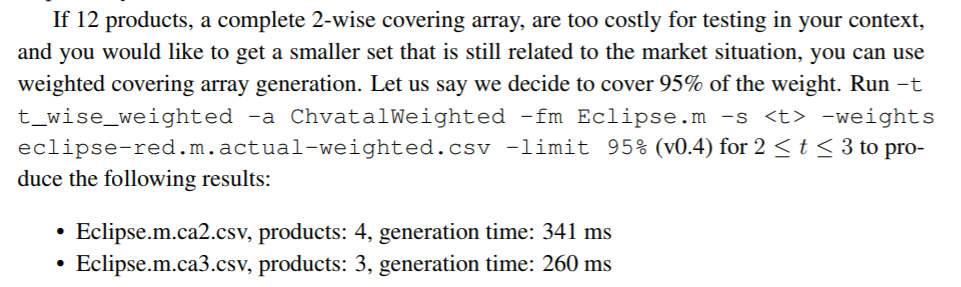 If 12 products, a complete 2-wise covering array, are too costly for testing in your context,
and you would like to get a smaller set that is still related to the market situation, you can use
weighted covering array generation. Let us say we decide to cover 95% of the weight. Run -t
t_wise_weighted -a ChvatalWeighted -fm Eclipse.m -s <t> -weights
eclipse-red.m.actual-weighted.csv -limit 95% (v0.4) for 2 ≤ t ≤ 3 to pro-
duce the following results:
• Eclipse.m.ca2.csv, products: 4, generation time: 341 ms
• Eclipse.m.ca3.csv, products: 3, generation time: 260 ms